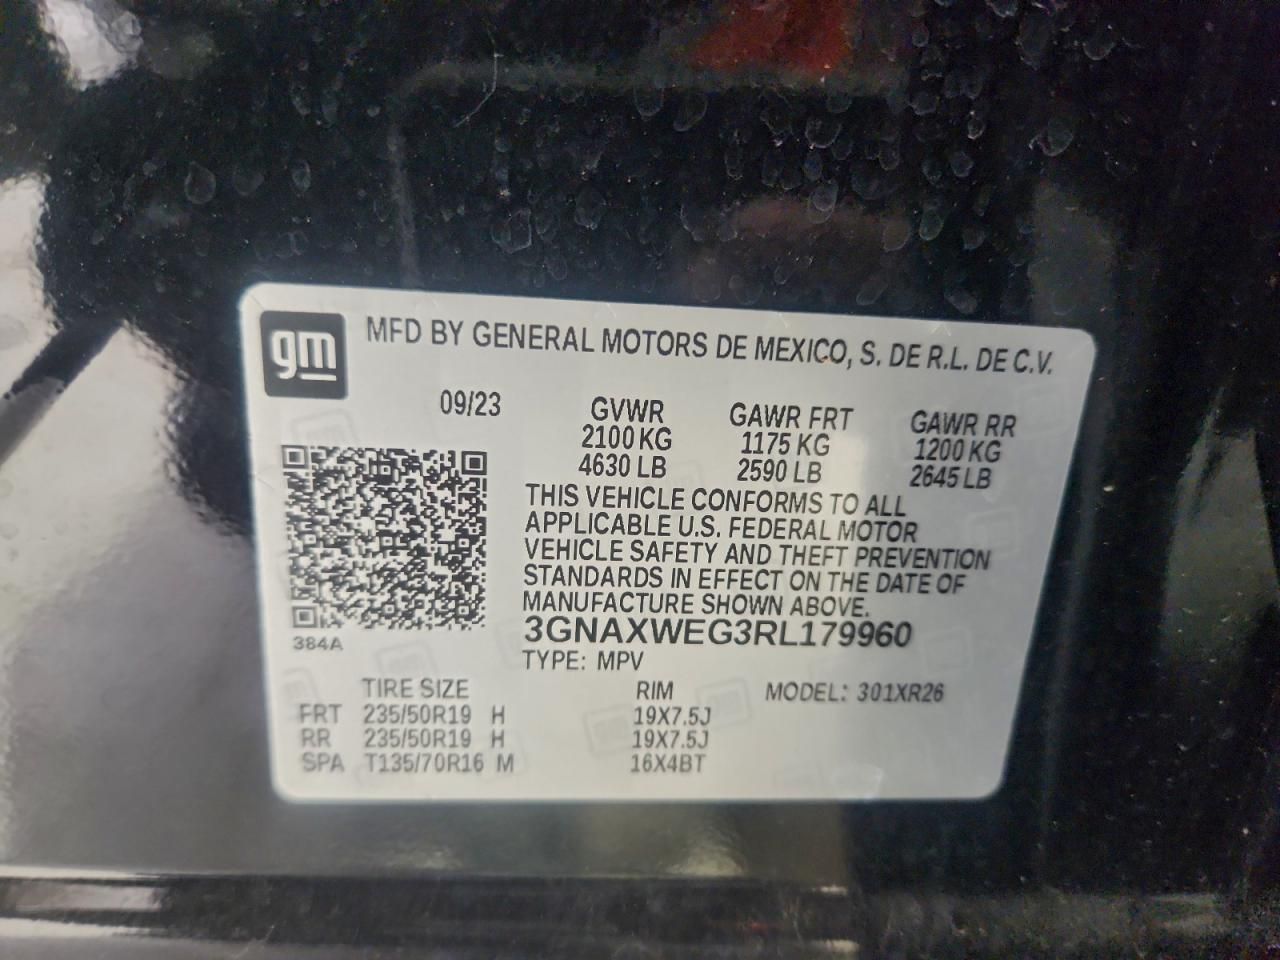 gm
MFD BY GENERAL MOTORS DE MEXICO, S. DE R.L. DE C.V.
09/23 GVWR GAWR FRT GAWR RR
2100 KG 1175 KG 1200 KG
4630 LB 2590 LB 2645 LB
THIS VEHICLE CONFORMS TO ALL
APPLICABLE U.S. FEDERAL MOTOR
VEHICLE SAFETY AND THEFT PREVENTION
STANDARDS IN EFFECT ON THE DATE OF
MANUFACTURE SHOWN ABOVE.
3GNAXWEG3RL179960
384A
TYPE: MPV
TIRE SIZE RIM MODEL: 301XR26
FRT 235/50R19 H 19X7.5J
RR 235/50R19 H 19X7.5J
SPA T135/70R16 M 16X4BT